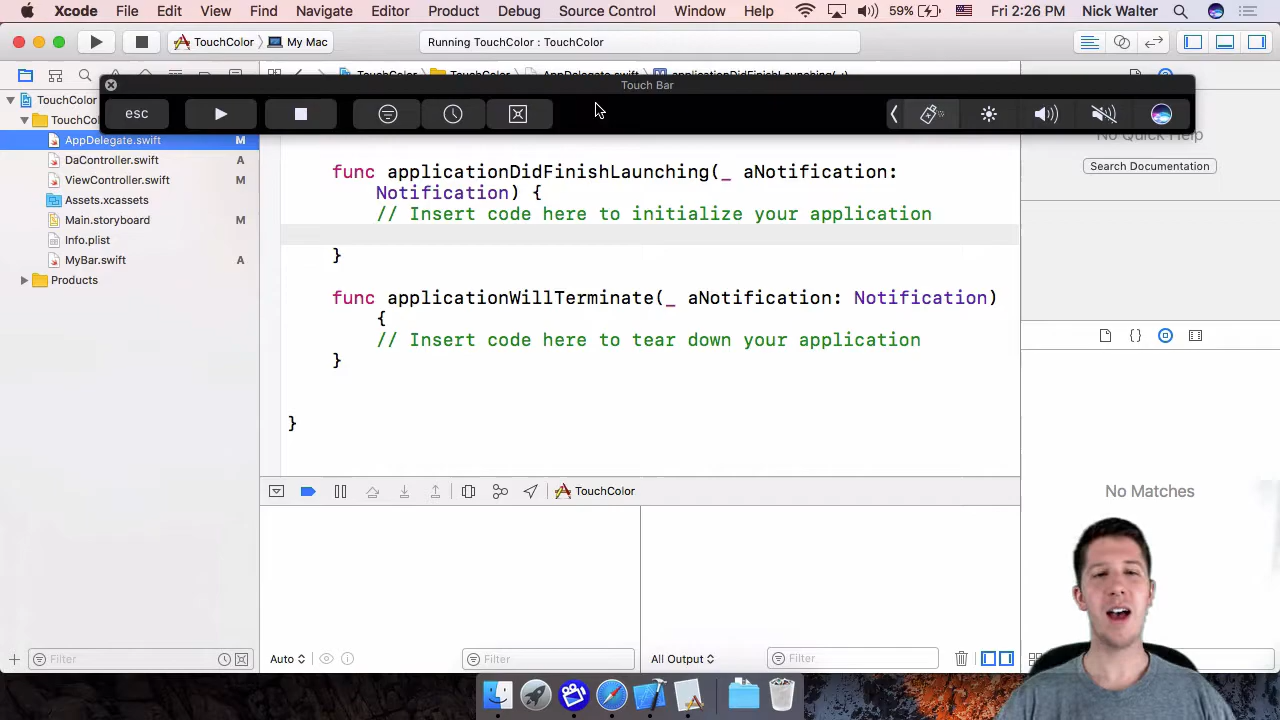 Xcode File Edit View Find Navigate Editor Product Debug Source Control Window Help 59% Fri 2:26 PM Nick Walter
TouchColor My Mac
Running TouchColor : TouchColor
Touch Bar
esc
TouchColor
TouchCo
AppDelegate.swift M
DaController.swift A
ViewController.swift M
Assets.xcassets
Main.storyboard M
Info.plist
MyBar.swift A
Products
func applicationDidFinishLaunching(_ aNotification:
Notification) {
// Insert code here to initialize your application
}
func applicationWillTerminate(_ aNotification: Notification)
{
// Insert code here to tear down your application
}
}
No Quick Help
Search Documentation
TouchColor
No Matches
Filter
Auto
Filter
All Output
Filter